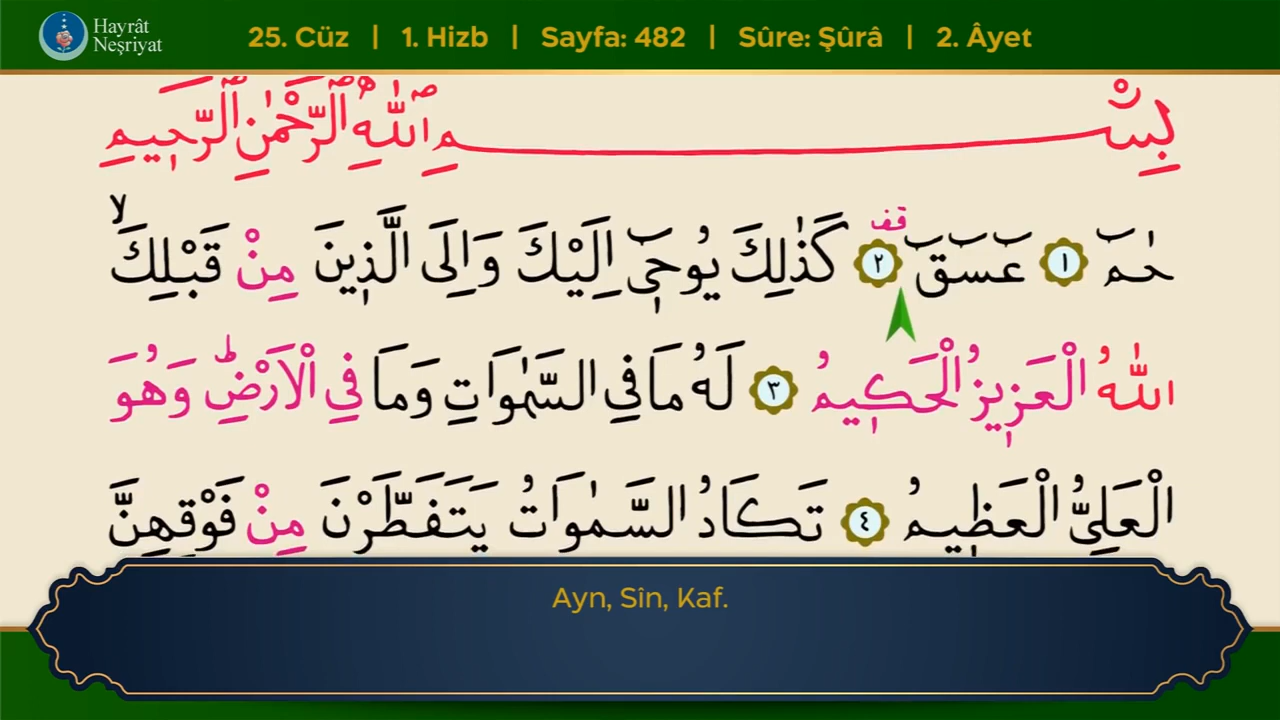 Hayrât
Neşriyat
25. Cüz | 1. Hizb | Sayfa: 482 | Sûre: Şûrâ | 2. Âyet
بِسْمِ اللّٰهِ الرَّحْمٰنِ الرَّح۪يمِ
حٰمٓ ﴿١﴾ عٓسٓقٓ ﴿٢﴾ قف كَذٰلِكَ يُوح۪ٓي اِلَيْكَ وَاِلَى الَّذ۪ينَ مِنْ قَبْلِكَۙ
اللّٰهُ الْعَز۪يزُ الْحَك۪يمُ ﴿٣﴾ لَهُ مَا فِي السَّمٰوَاتِ وَمَا فِي الْاَرْضِۜ وَهُوَ
الْعَلِيُّ الْعَظ۪يمُ ﴿٤﴾ تَكَادُ السَّمٰوَاتُ يَتَفَطَّرْنَ مِنْ فَوْقِهِنَّ
Ayn, Sîn, Kaf.